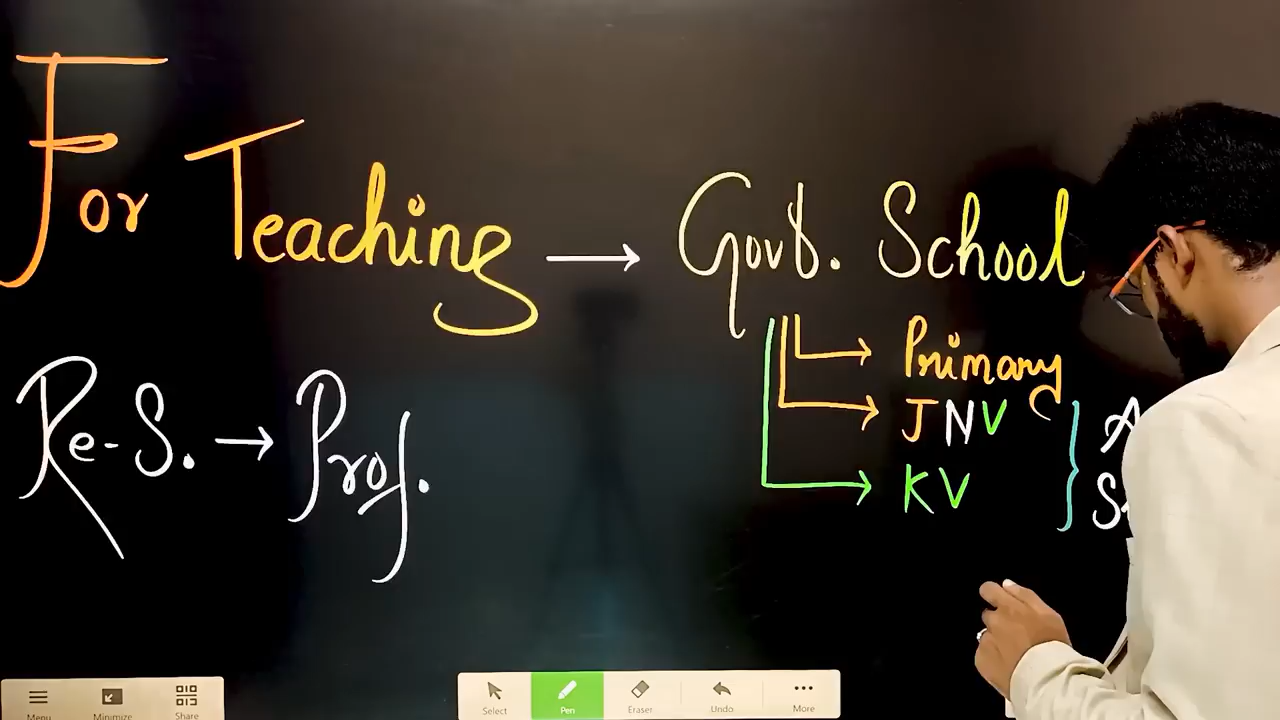 For Teaching → Govt. School
Primary
JNV
KV
Re-S. → Prof.
Menu
Minimize
Share
Select
Pen
Eraser
Undo
More